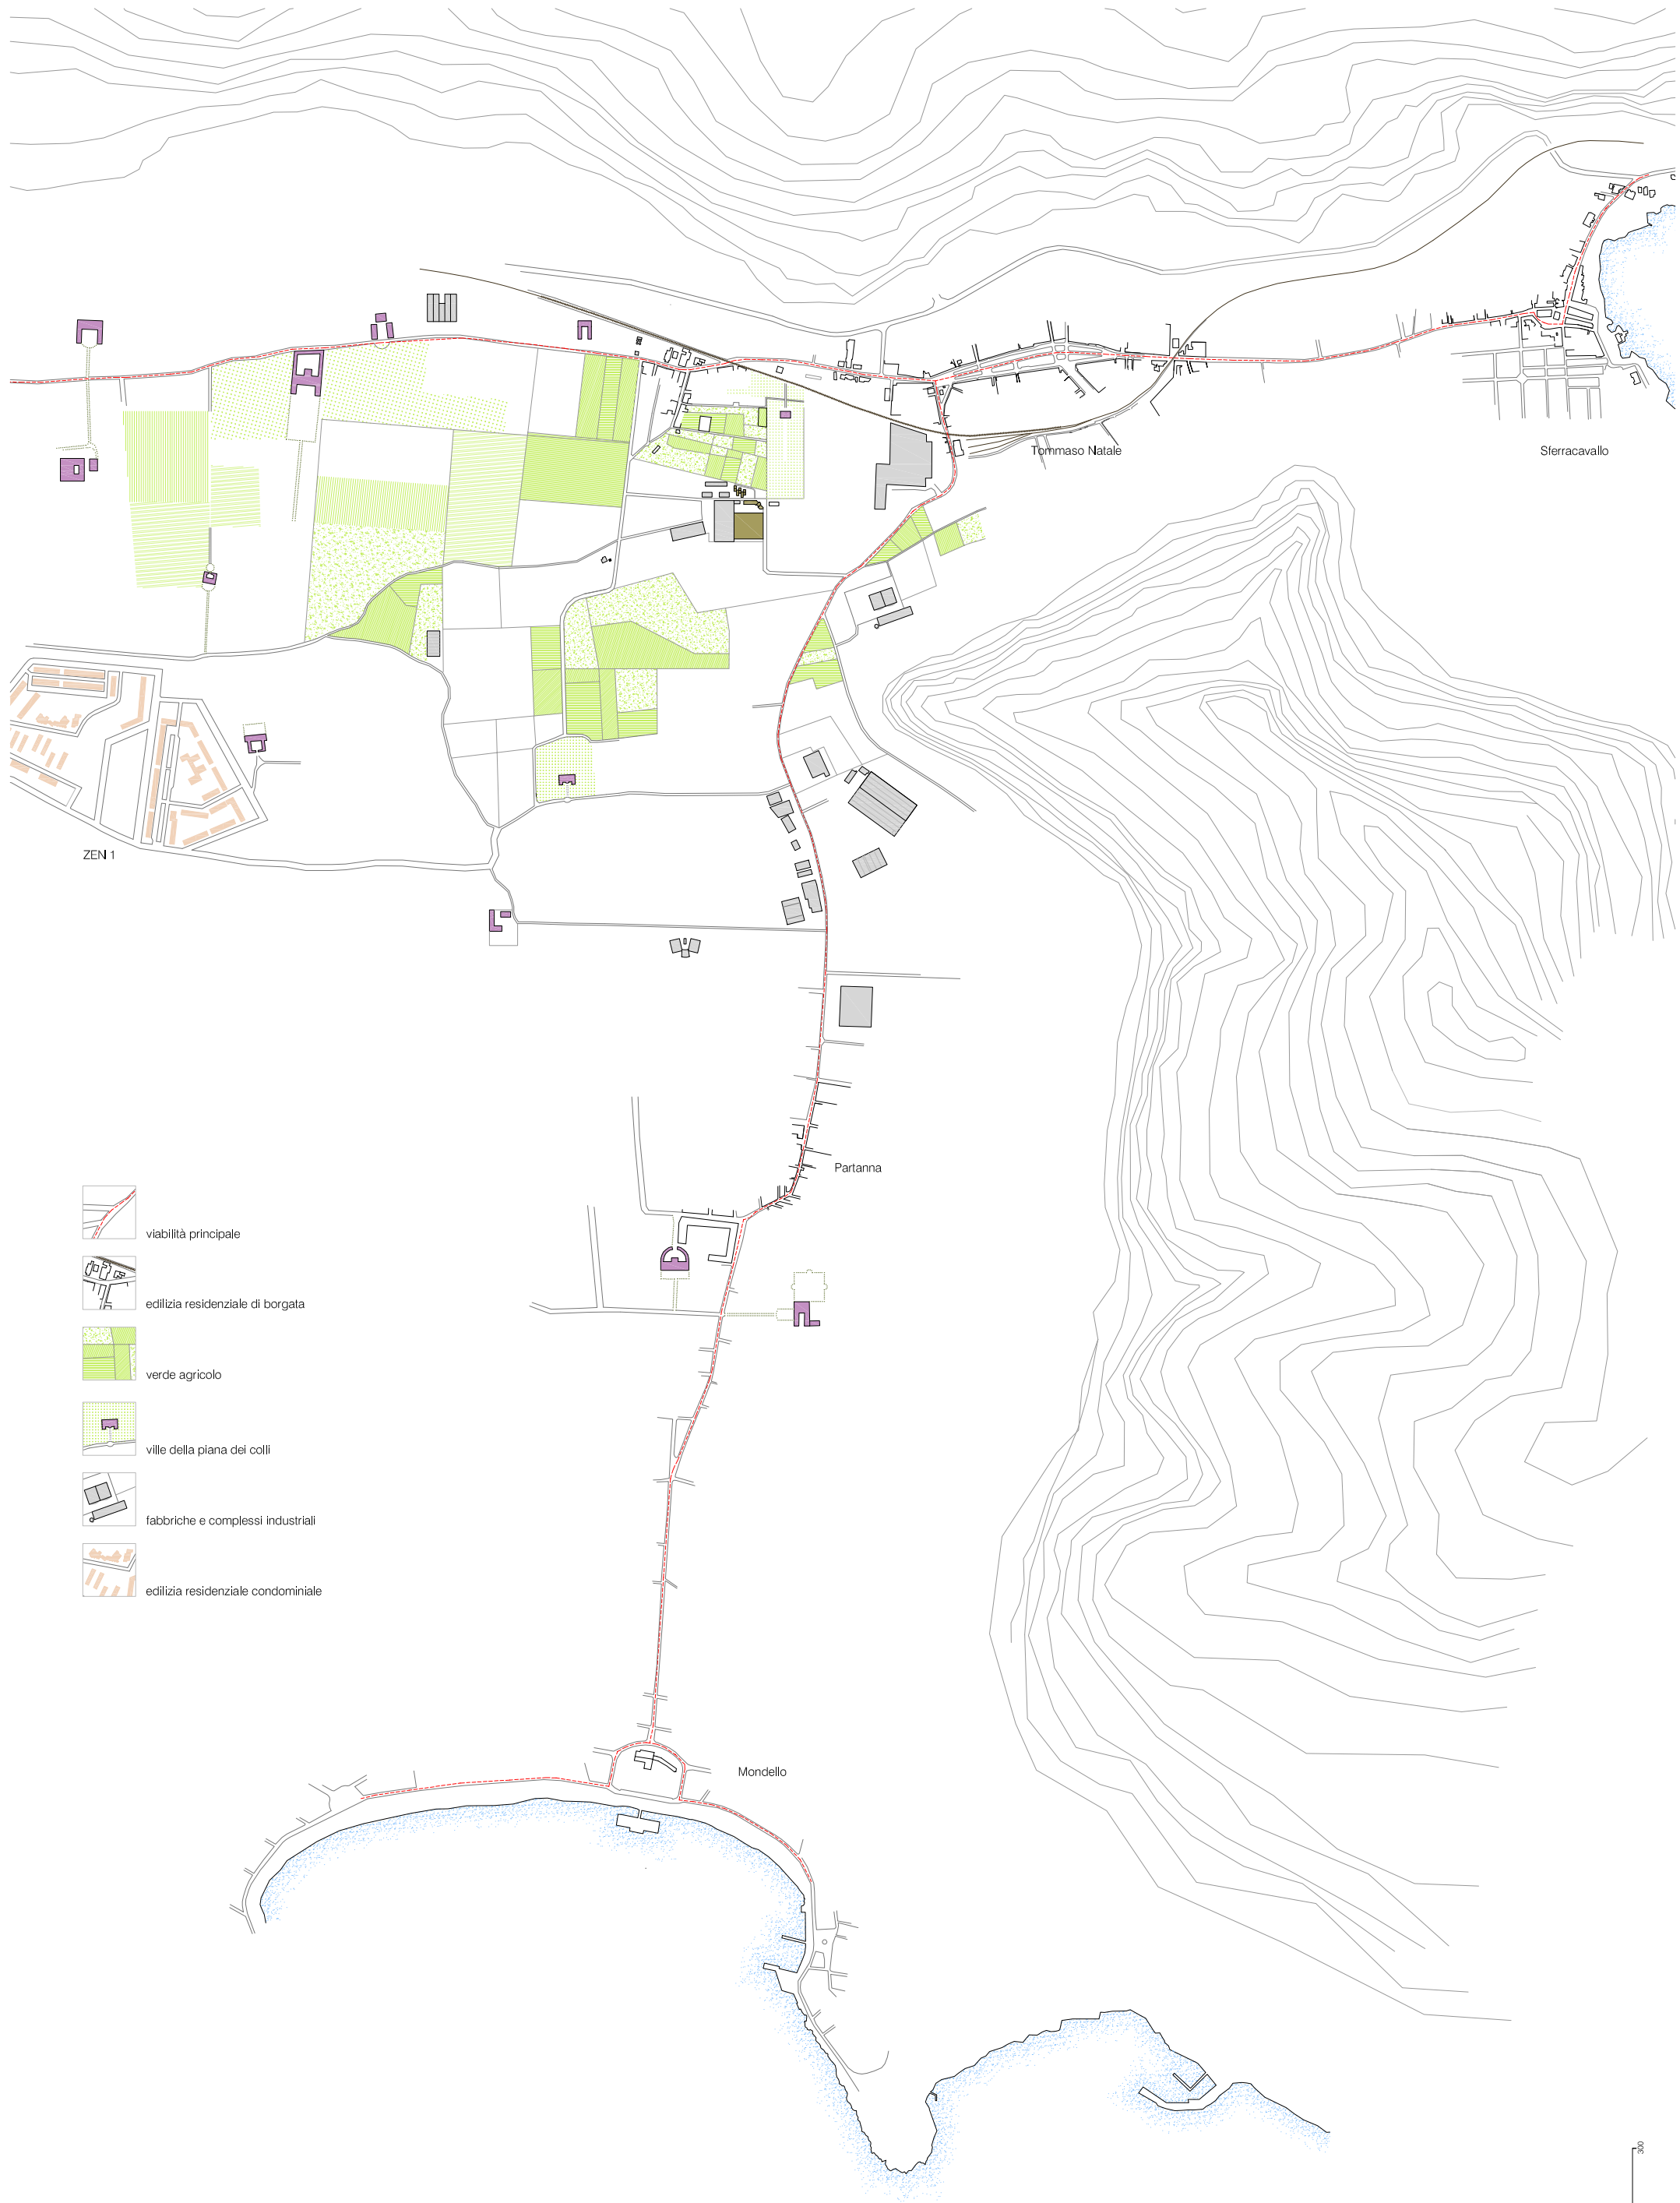 Tommaso Natale
Sferracavallo
ZEN 1
Partanna
viabilità principale
edilizia residenziale di borgata
verde agricolo
ville della piana dei colli
fabbriche e complessi industriali
edilizia residenziale condominiale
Mondello
300